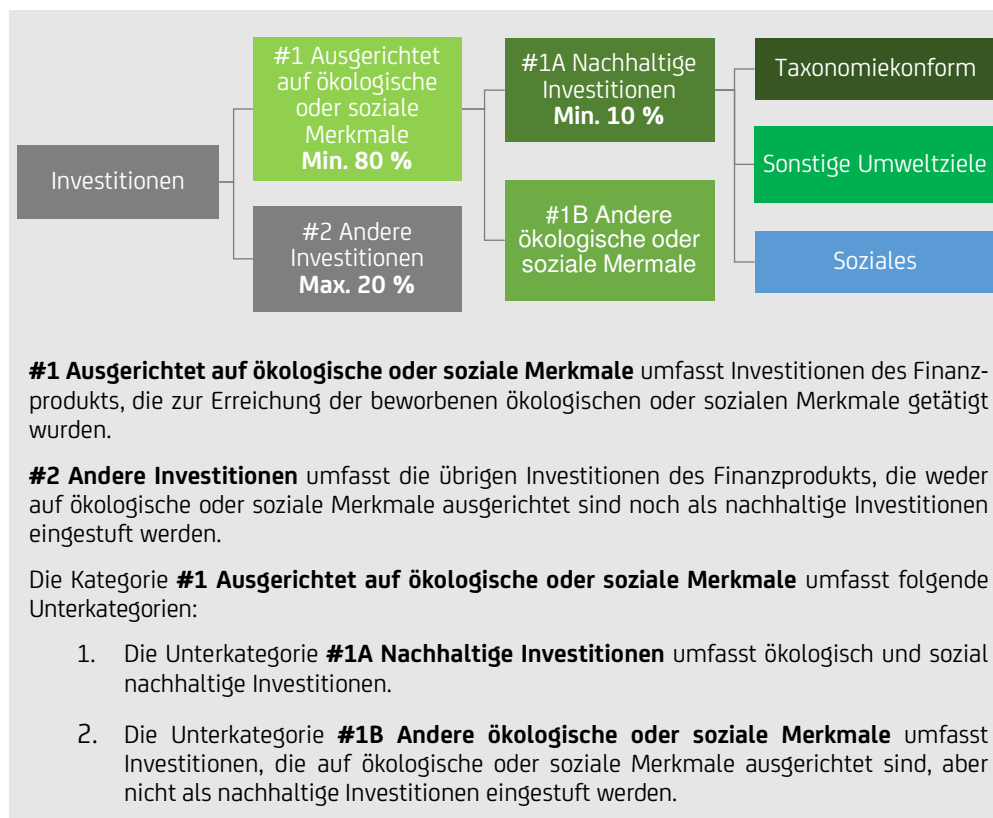 #1 Ausgerichtet
auf ökologische
oder soziale
Merkmale
Min. 80 %
#1A Nachhaltige
Investitionen
Min. 10 %
Taxonomiekonform
Investitionen
Sonstige Umweltziele
#2 Andere
Investitionen
Max. 20 %
#1B Andere
ökologische oder
soziale Mermale
Soziales
#1 Ausgerichtet auf ökologische oder soziale Merkmale umfasst Investitionen des Finanz-
produkts, die zur Erreichung der beworbenen ökologischen oder sozialen Merkmale getätigt
wurden.
#2 Andere Investitionen umfasst die übrigen Investitionen des Finanzprodukts, die weder
auf ökologische oder soziale Merkmale ausgerichtet sind noch als nachhaltige Investitionen
eingestuft werden.
Die Kategorie #1 Ausgerichtet auf ökologische oder soziale Merkmale umfasst folgende
Unterkategorien:
1. Die Unterkategorie #1A Nachhaltige Investitionen umfasst ökologisch und sozial
nachhaltige Investitionen.
2. Die Unterkategorie #1B Andere ökologische oder soziale Merkmale umfasst
Investitionen, die auf ökologische oder soziale Merkmale ausgerichtet sind, aber
nicht als nachhaltige Investitionen eingestuft werden.